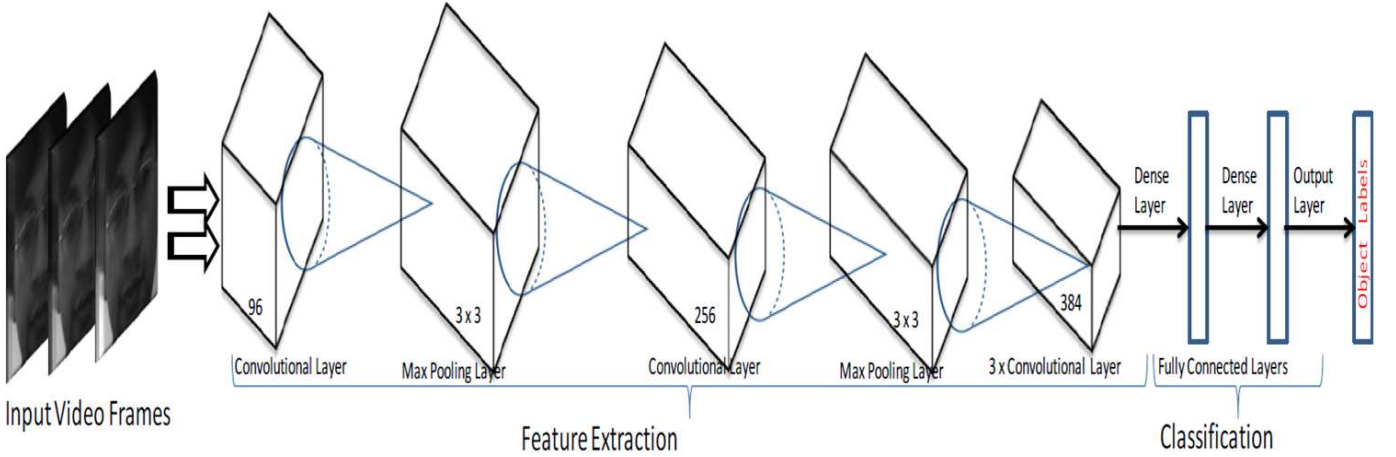 Input Video Frames
96
Convolutional Layer
3 x 3
Max Pooling Layer
256
Convolutional Layer
3 x 3
Max Pooling Layer
384
3 x Convolutional Layer
Feature Extraction
Dense
Layer
Dense
Layer
Output
Layer
Object Labels
Fully Connected Layers
Classification